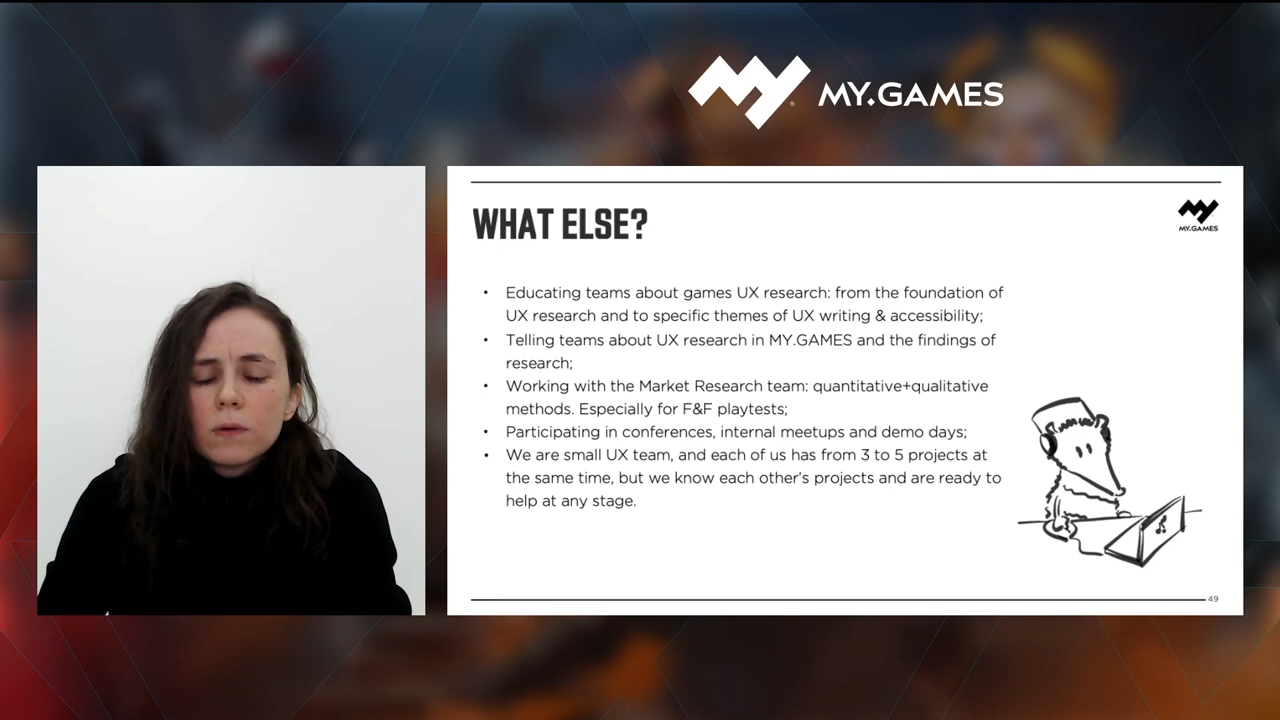 MY.GAMES
WHAT ELSE?
MY.GAMES
• Educating teams about games UX research: from the foundation of
UX research and to specific themes of UX writing & accessibility;
• Telling teams about UX research in MY.GAMES and the findings of
research;
• Working with the Market Research team: quantitative+qualitative
methods. Especially for F&F playtests;
• Participating in conferences, internal meetups and demo days;
• We are small UX team, and each of us has from 3 to 5 projects at
the same time, but we know each other's projects and are ready to
help at any stage.
49